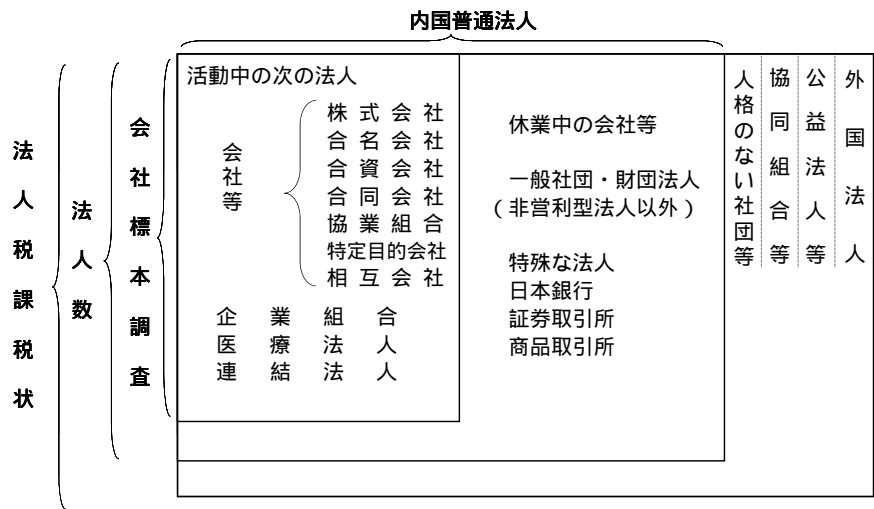 内国普通法人
法人税課税状
法人数
会社標本調査
活動中の次の法人
会社等
株式会社
合名会社
合資会社
合同会社
協業組合
特定目的会社
相互会社
企業組合
医療法人
連結法人
休業中の会社等
一般社団・財団法人
（非営利型法人以外）
特殊な法人
日本銀行
証券取引所
商品取引所
人格のない社団等
協同組合等
公益法人等
外国法人